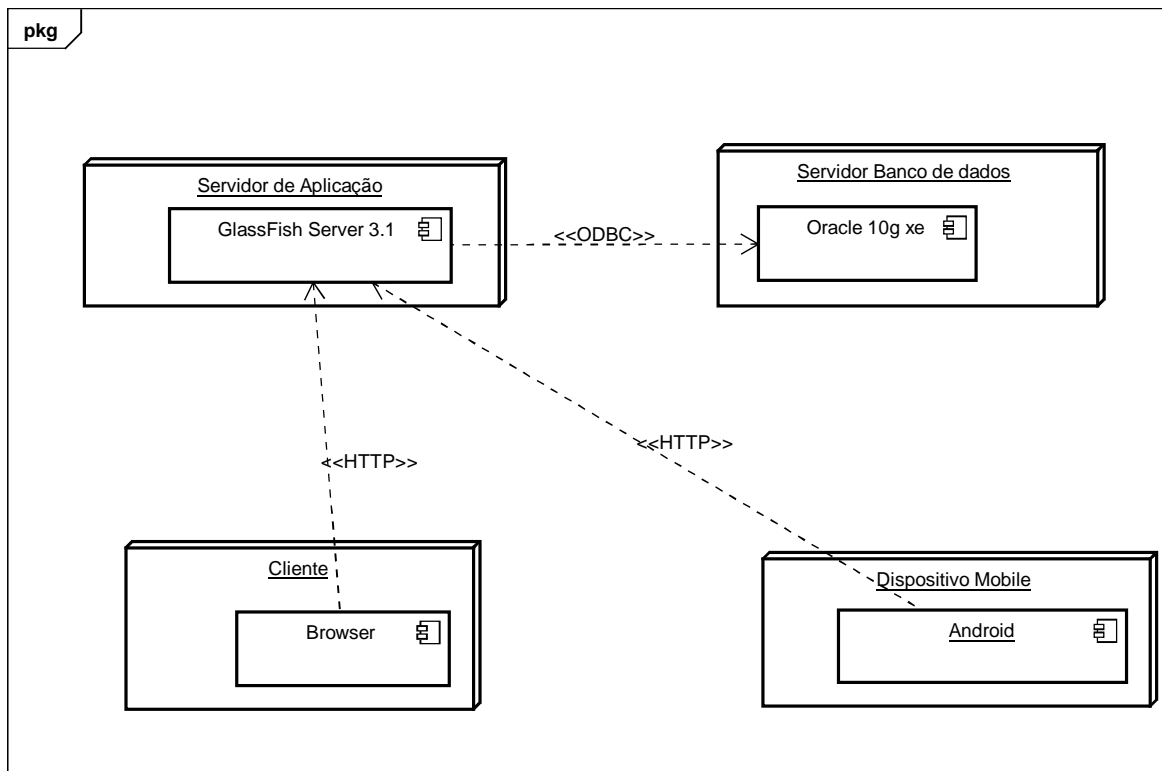 pkg
Servidor de Aplicação
GlassFish Server 3.1
Servidor Banco de dados
Oracle 10g xe
<<ODBC>>
<<HTTP>>
<<HTTP>>
Cliente
Browser
Dispositivo Mobile
Android